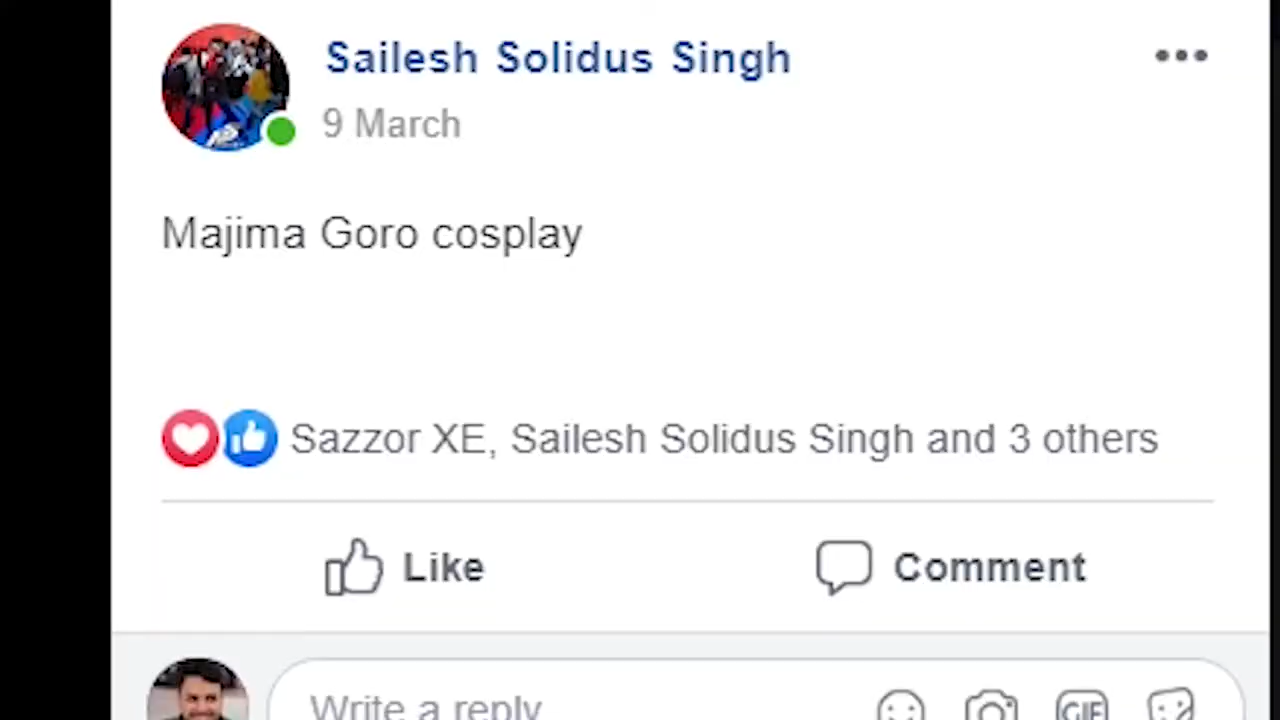 Sailesh Solidus Singh
9 March
Majima Goro cosplay
Sazzor XE, Sailesh Solidus Singh and 3 others
Like
Comment
Write a reply
GIF